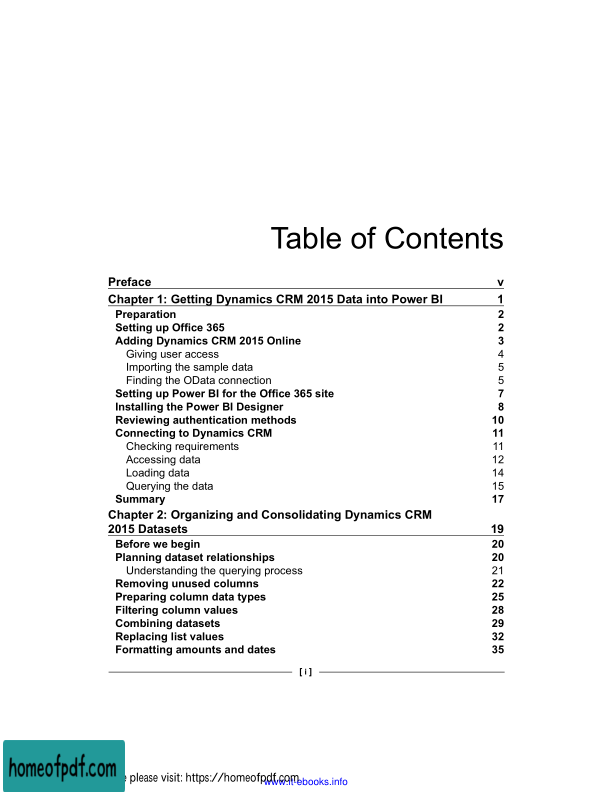 Table of Contents
Preface v
Chapter 1: Getting Dynamics CRM 2015 Data into Power BI 1
Preparation 2
Setting up Office 365 2
Adding Dynamics CRM 2015 Online 3
Giving user access 4
Importing the sample data 5
Finding the OData connection 5
Setting up Power BI for the Office 365 site 7
Installing the Power BI Designer 8
Reviewing authentication methods 10
Connecting to Dynamics CRM 11
Checking requirements 11
Accessing data 12
Loading data 14
Querying the data 15
Summary 17
Chapter 2: Organizing and Consolidating Dynamics CRM
2015 Datasets 19
Before we begin 20
Planning dataset relationships 20
Understanding the querying process 21
Removing unused columns 22
Preparing column data types 25
Filtering column values 28
Combining datasets 29
Replacing list values 32
Formatting amounts and dates 35
[ i ]
homeofpdf.com
please visit: https://homeofpdf.com
www.it-ebooks.info